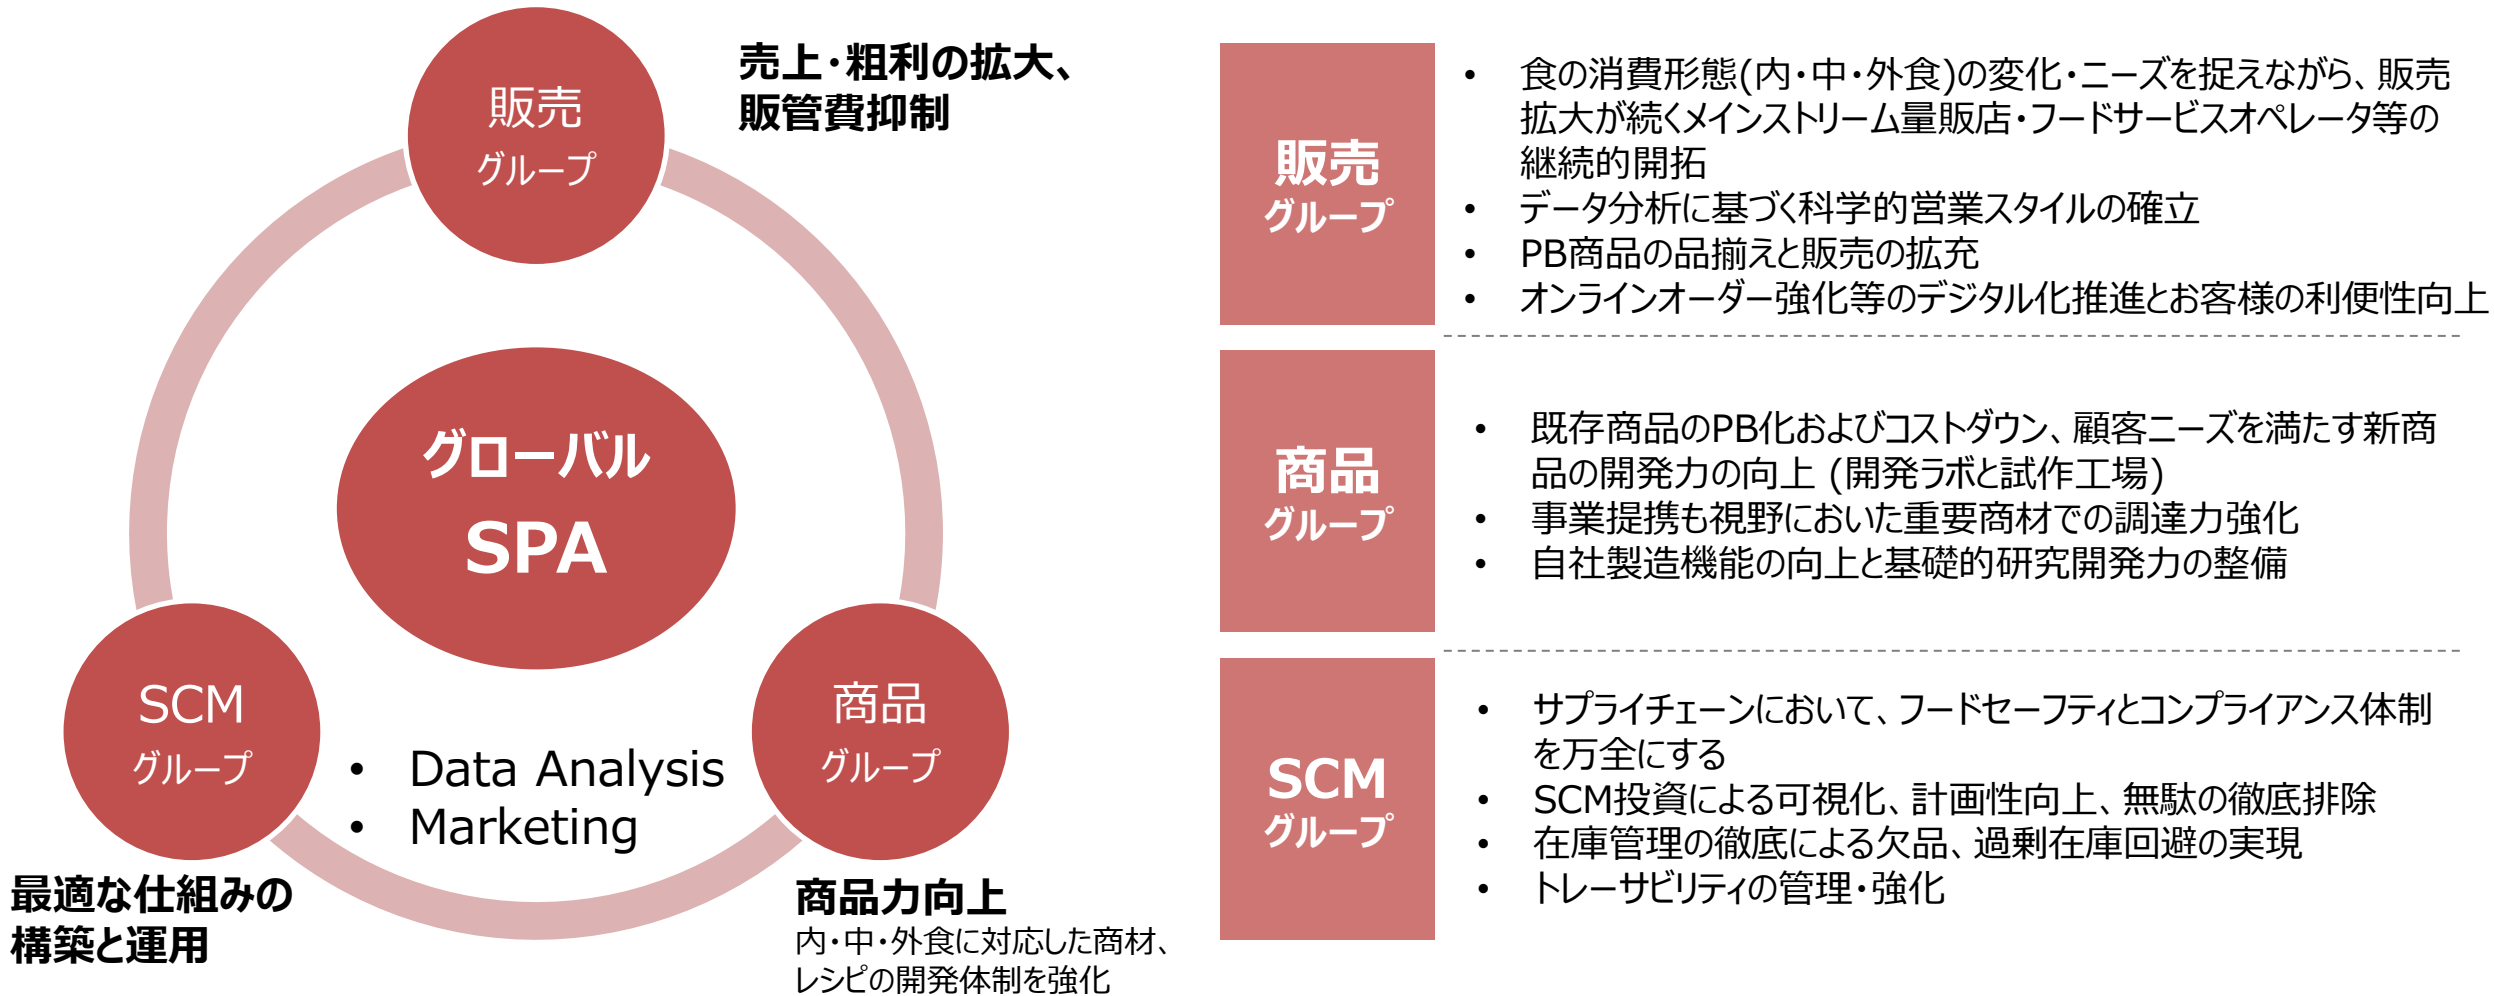 販売
グループ
売上・粗利の拡大、
販管費抑制
グローバル
SPA
SCM
グループ
商品
グループ
• Data Analysis
• Marketing
最適な仕組みの
構築と運用
商品力向上
内・中・外食に対応した商材、
レシピの開発体制を強化
販売
グループ
• 食の消費形態(内・中・外食)の変化・ニーズを捉えながら、販売
拡大が続くメインストリーム量販店・フードサービスオペレータ等の
継続的開拓
• データ分析に基づく科学的営業スタイルの確立
• PB商品の品揃えと販売の拡充
• オンラインオーダー強化等のデジタル化推進とお客様の利便性向上
商品
グループ
• 既存商品のPB化およびコストダウン、顧客ニーズを満たす新商
品の開発力の向上 (開発ラボと試作工場)
• 事業提携も視野においた重要商材での調達力強化
• 自社製造機能の向上と基礎的研究開発力の整備
SCM
グループ
• サプライチェーンにおいて、フードセーフティとコンプライアンス体制
を万全にする
• SCM投資による可視化、計画性向上、無駄の徹底排除
• 在庫管理の徹底による欠品、過剰在庫回避の実現
• トレーサビリティの管理・強化